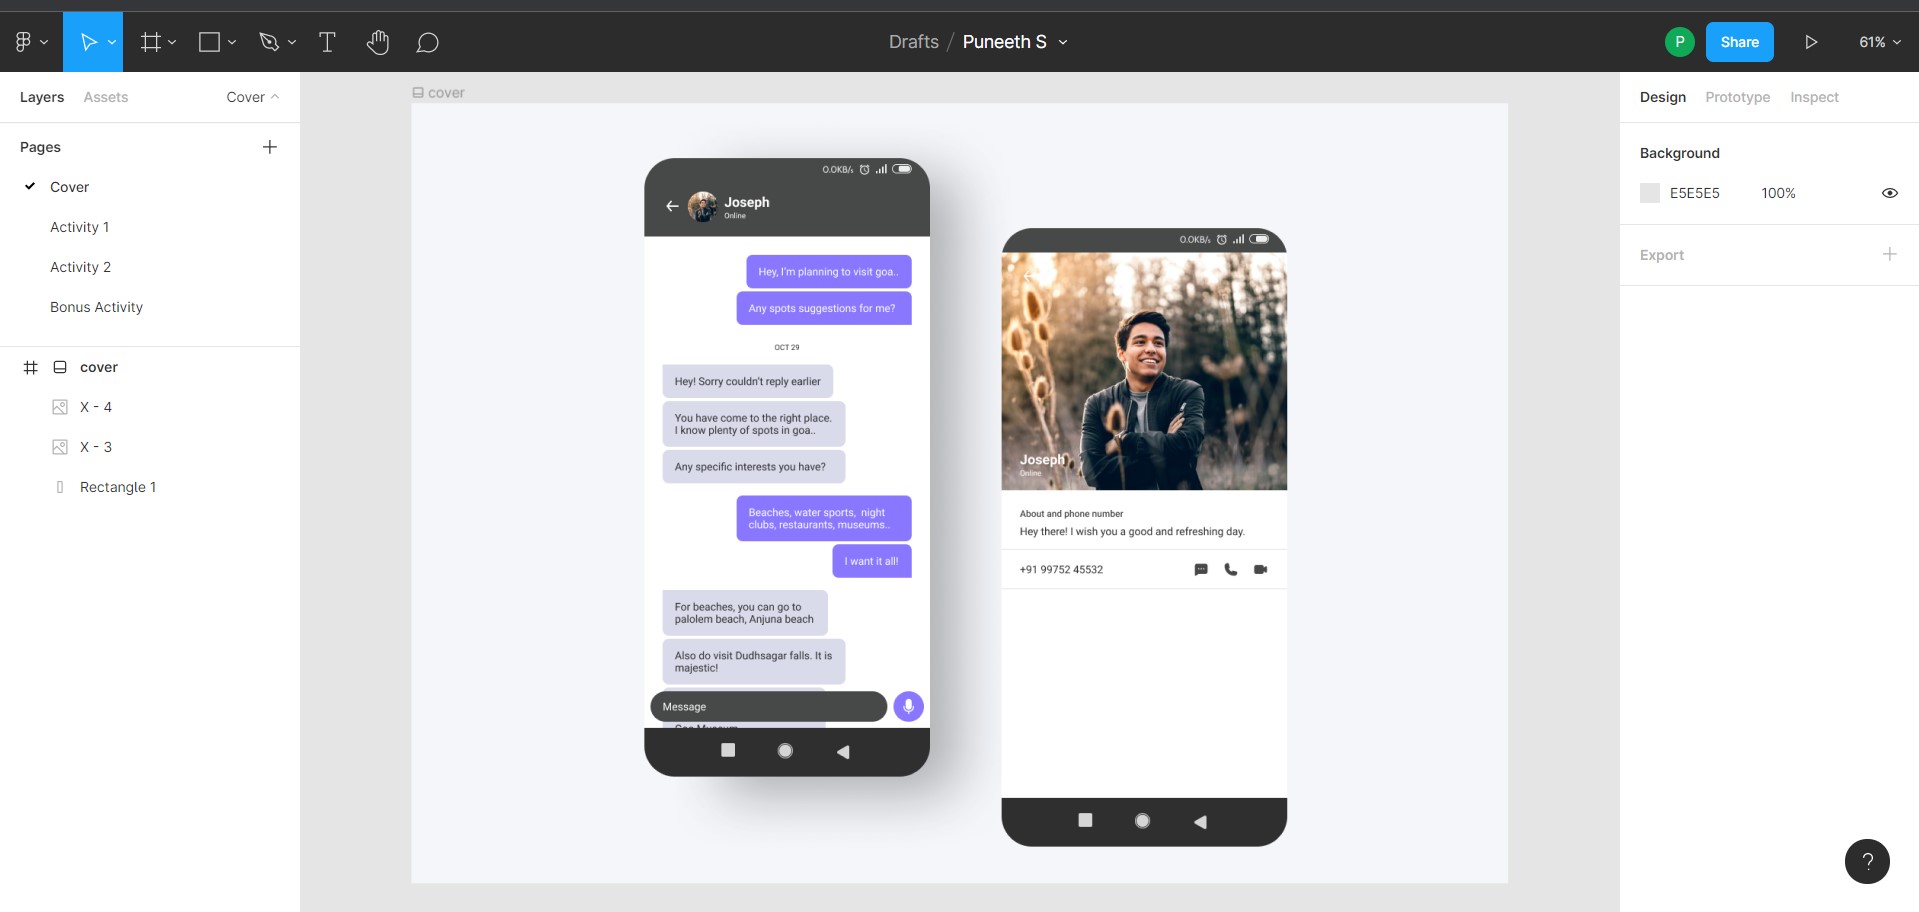 Drafts / Puneeth S
P
Share
61%
Layers
Assets
Cover
Pages
Cover
Activity 1
Activity 2
Bonus Activity
cover
X - 4
X - 3
Rectangle 1
cover
0.0KB/s
Joseph
Online
Hey, I'm planning to visit goa..
Any spots suggestions for me?
OCT 29
Hey! Sorry couldn't reply earlier
You have come to the right place.
I know plenty of spots in goa..
Any specific interests you have?
Beaches, water sports, night
clubs, restaurants, museums..
I want it all!
For beaches, you can go to
palolem beach, Anjuna beach
Also do visit Dudhsagar falls. It is
majestic!
Message
0.0KB/s
Joseph
Online
About and phone number
Hey there! I wish you a good and refreshing day.
+91 99752 45532
Design
Prototype
Inspect
Background
E5E5E5
100%
Export
?